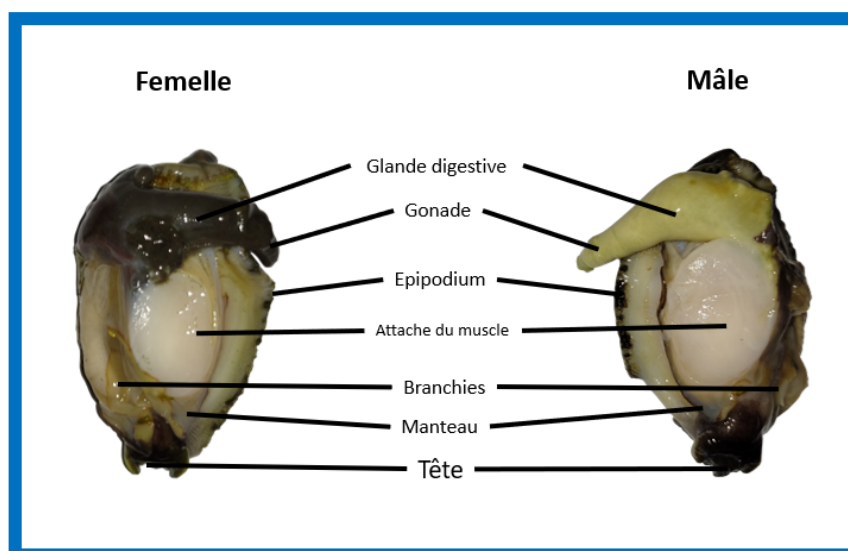 Femelle
Mâle
Glande digestive
Gonade
Epipodium
Attache du muscle
Branchies
Manteau
Tête